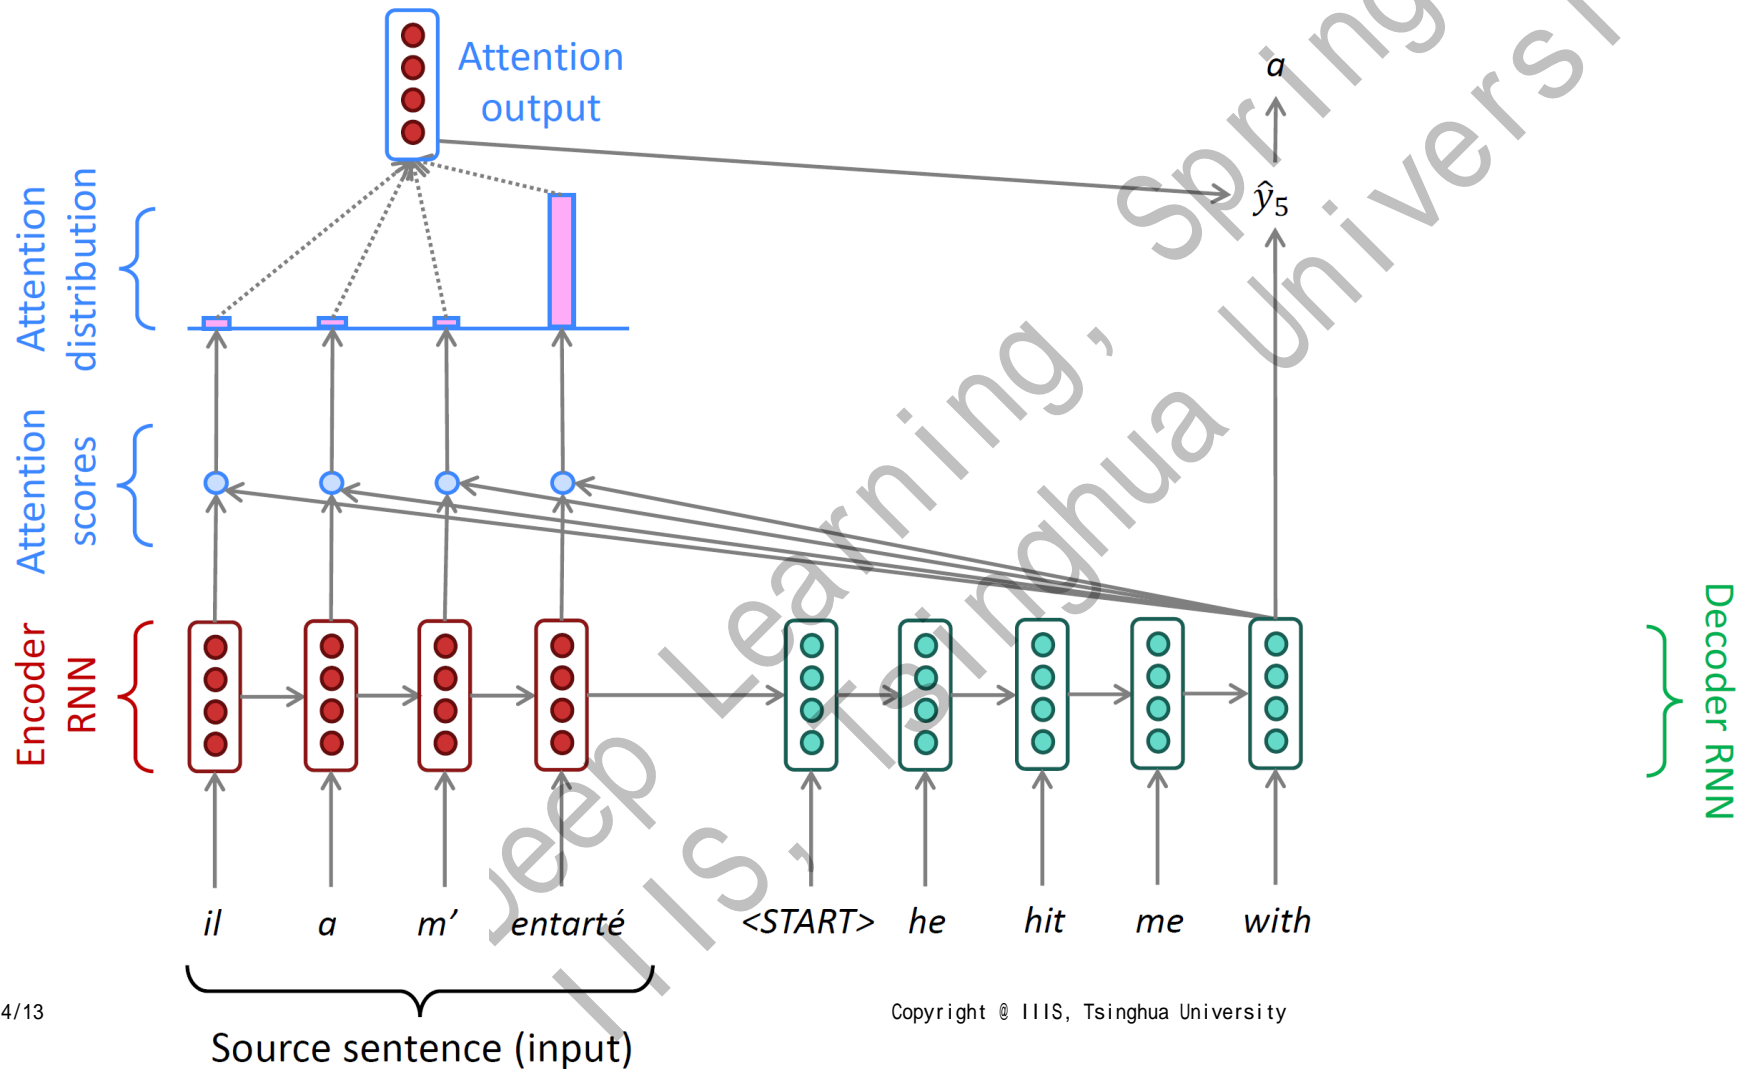 Attention
output
a
ŷ5
Attention
distribution
Attention
scores
Encoder
RNN
Decoder RNN
il a m’ entarté <START> he hit me with
Source sentence (input)
4/13
Copyright @ IIIS, Tsinghua University
Deep Learning, Spring
IIIS, Tsinghua Universi